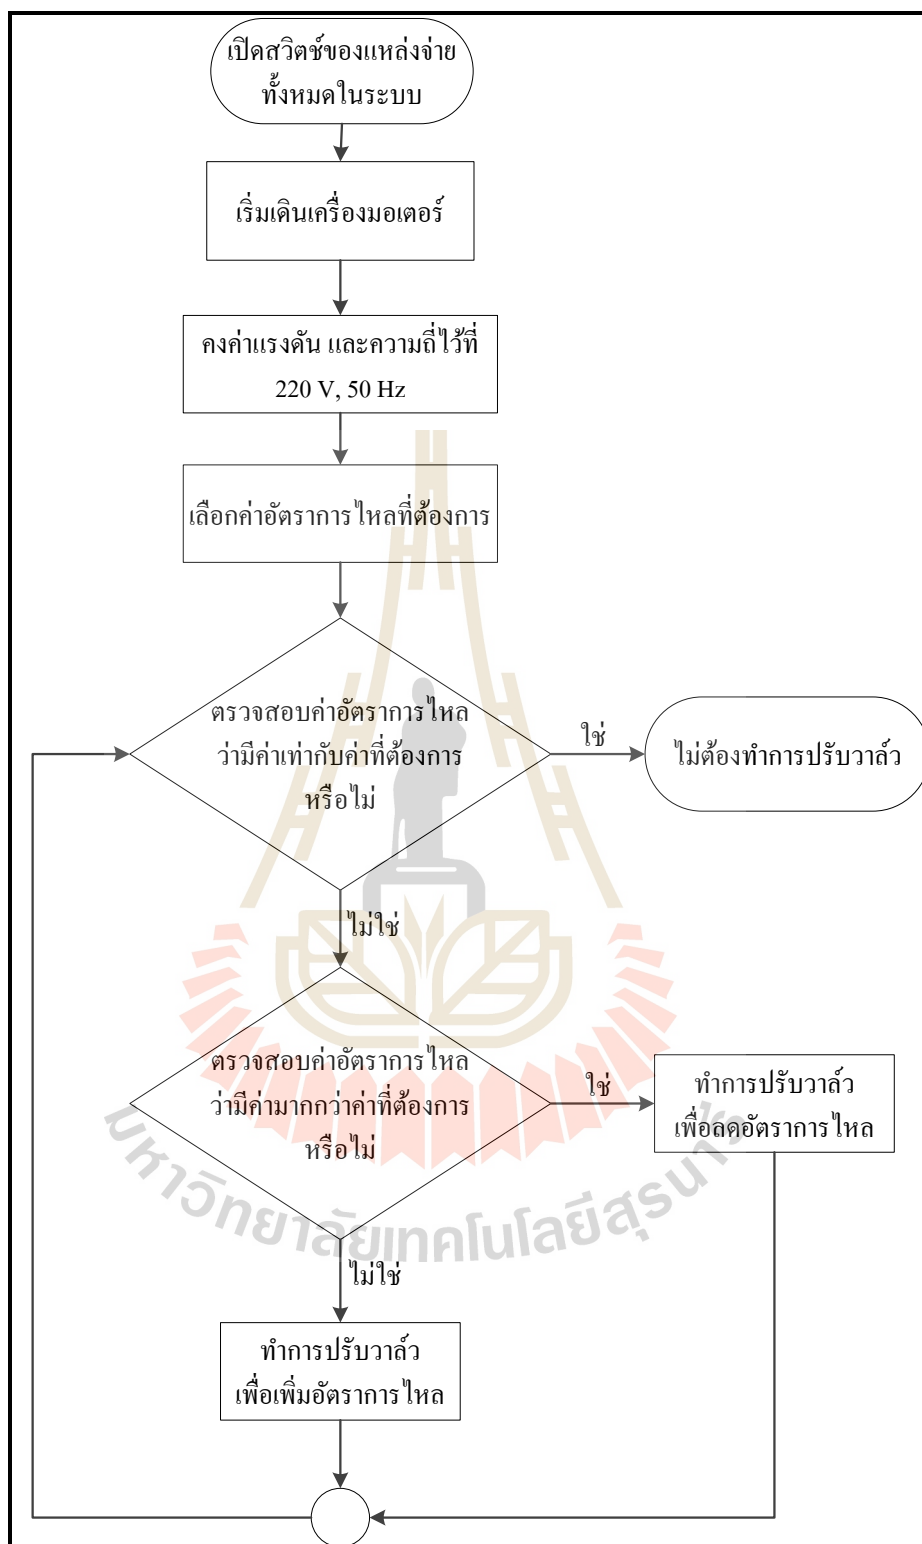 เปิดสวิตช์ของแหล่งจ่าย
ทั้งหมดในระบบ
เริ่มเดินเครื่องมอเตอร์
คงค่าแรงดัน และความถี่ไว้ที่
220 V, 50 Hz
เลือกค่าอัตราการไหลที่ต้องการ
ตรวจสอบค่าอัตราการไหล
ว่ามีค่าเท่ากับค่าที่ต้องการ
หรือไม่
ใช่
ไม่ต้องทำการปรับวาล์ว
ไม่ใช่
ตรวจสอบค่าอัตราการไหล
ว่ามีค่ามากกว่าค่าที่ต้องการ
หรือไม่
ใช่
ทำการปรับวาล์ว
เพื่อลดอัตราการไหล
ไม่ใช่
ทำการปรับวาล์ว
เพื่อเพิ่มอัตราการไหล
มหาวิทยาลัยเทคโนโลยีสุรนารี